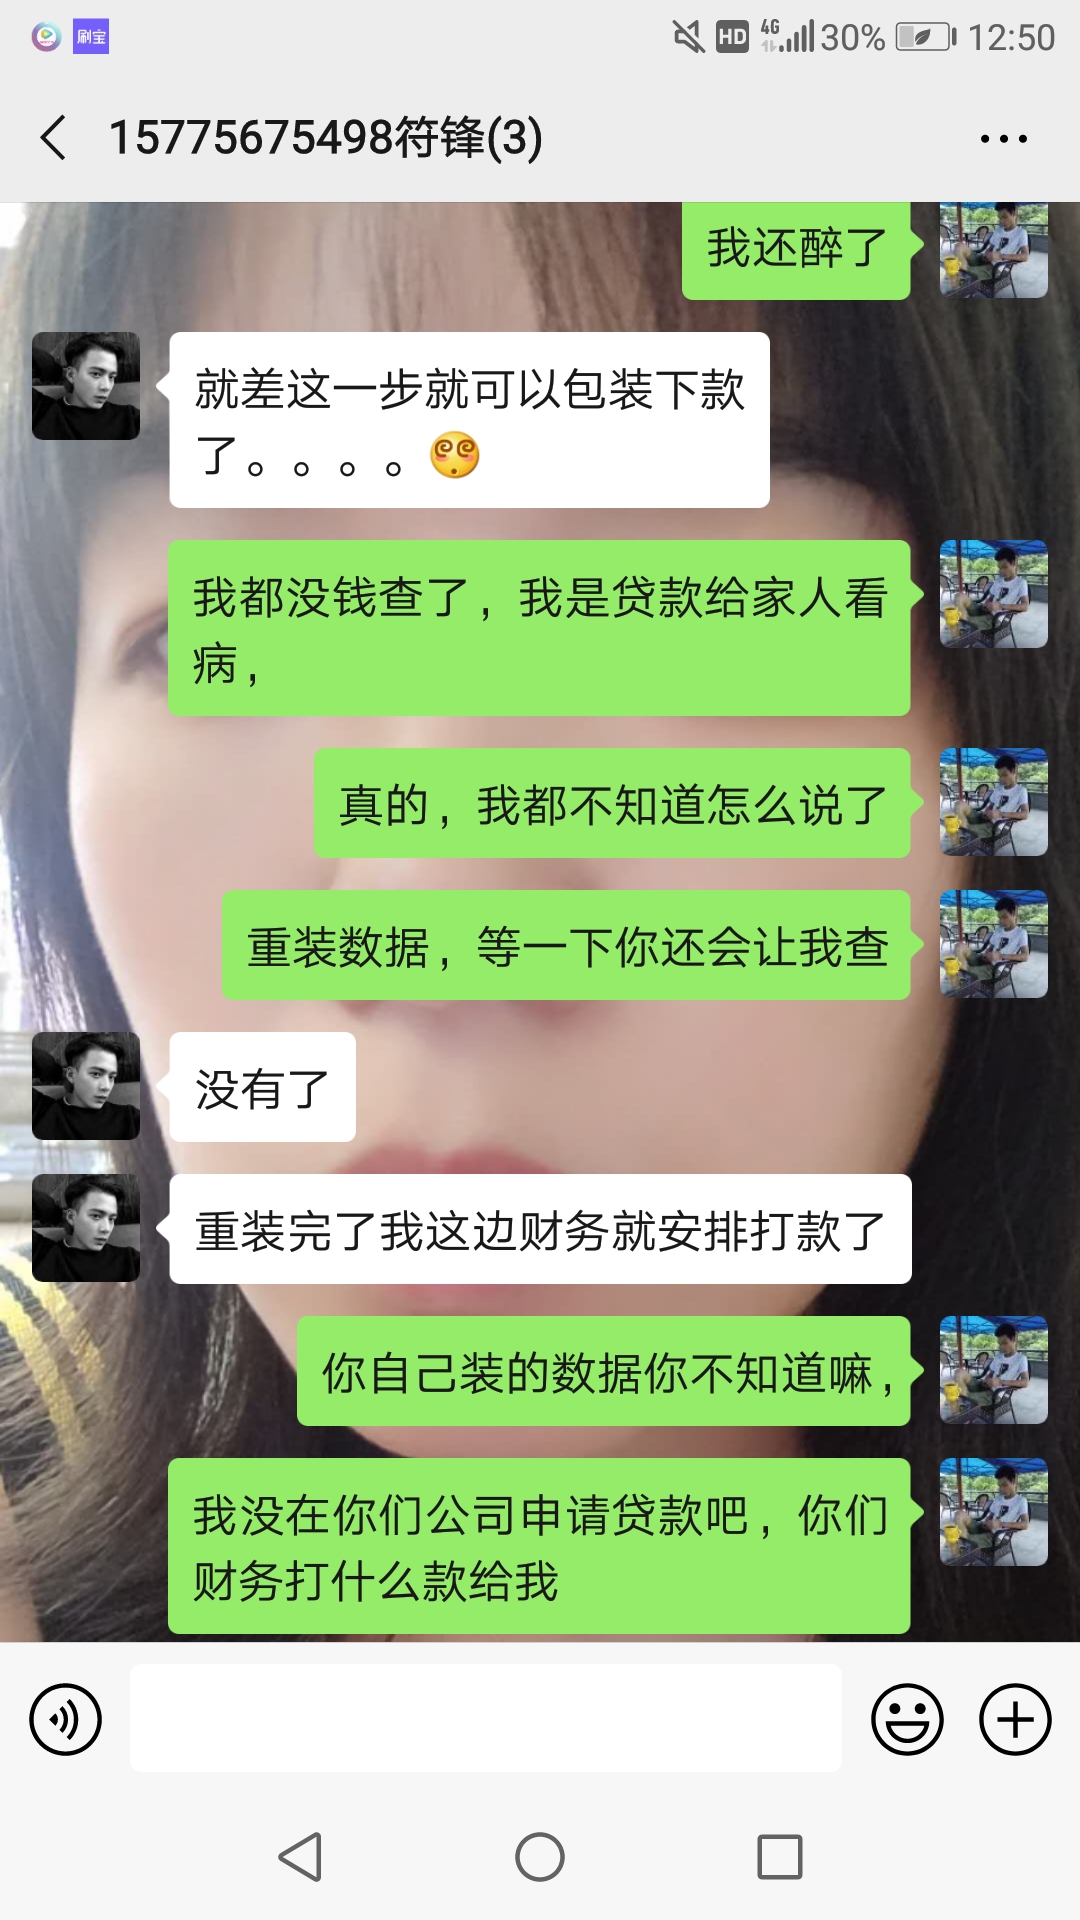 刷宝
HD 4G 30% 12:50
15775675498符锋(3)
我还醉了
就差这一步就可以包装下款
了。。。。
我都没钱查了，我是贷款给家人看
病，
真的，我都不知道怎么说了
重装数据，等一下你还会让我查
没有了
重装完了我这边财务就安排打款了
你自己装的数据你不知道嘛，
我没在你们公司申请贷款吧，你们
财务打什么款给我